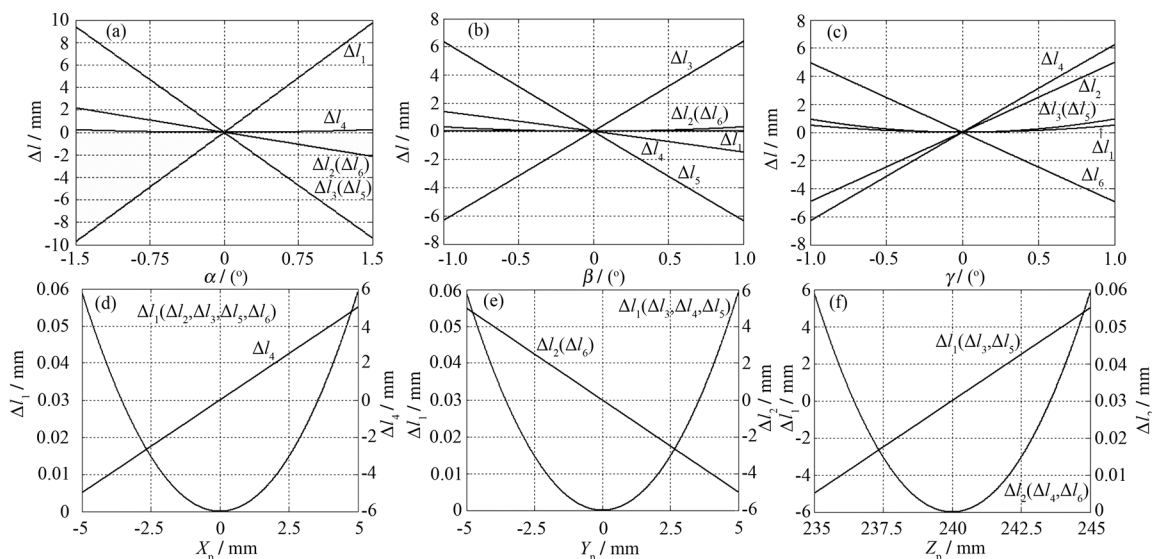 10
8
6
4
2
0
-2
-4
-6
-8
-10
Δl / mm
(a)
Δl₁
Δl₄
Δl₂(Δl₆)
Δl₃(Δl₅)
-1.5 -0.75 0 0.75 1.5
α / (°)
8
6
4
2
0
-2
-4
-6
-8
Δl / mm
(b)
Δl₃
Δl₂(Δl₆)
Δl₁
Δl₄
Δl₅
-1.0 -0.5 0 0.5 1.0
β / (°)
8
6
4
2
0
-2
-4
-6
-8
Δl / mm
(c)
Δl₄
Δl₂
Δl₃(Δl₅)
Δl₁
Δl₆
-1.0 -0.5 0 0.5 1.0
γ / (°)
0.06
0.05
0.04
0.03
0.02
0.01
0
Δl₁ / mm
(d)
Δl₁(Δl₂,Δl₃,Δl₅,Δl₆)
Δl₄
6
4
2
0
-2
-4
-6
Δl₄ / mm
-5 -2.5 0 2.5 5
Xₚ / mm
0.06
0.05
0.04
0.03
0.02
0.01
0
Δl₁ / mm
(e)
Δl₁(Δl₃,Δl₄,Δl₅)
Δl₂(Δl₆)
6
4
2
0
-2
-4
-6
Δl₂ / mm
-5 -2.5 0 2.5 5
Yₚ / mm
6
4
2
0
-2
-4
-6
Δl₁ / mm
(f)
Δl₁(Δl₃,Δl₅)
Δl₂(Δl₄,Δl₆)
0.06
0.05
0.04
0.03
0.02
0.01
0
Δl₂ / mm
235 237.5 240 242.5 245
Zₚ / mm